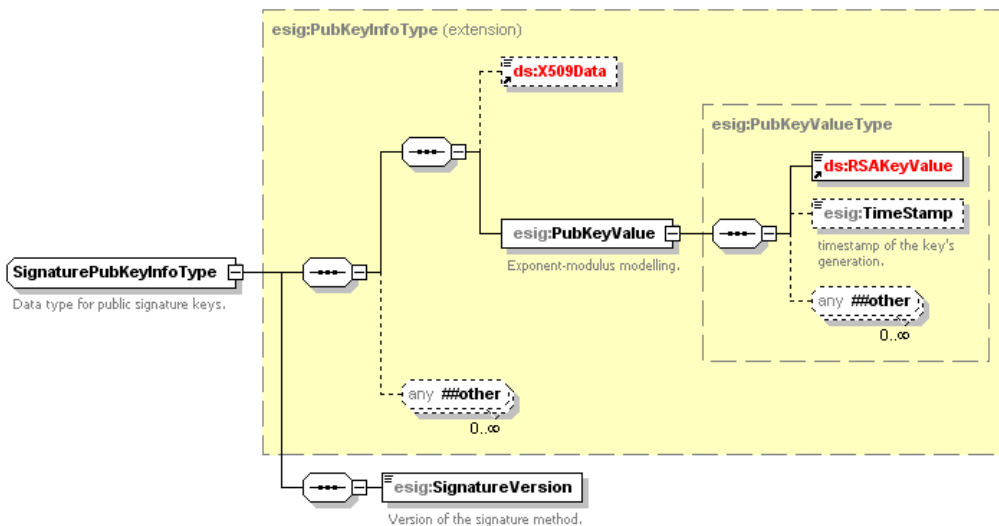 esig:PubKeyInfoType (extension)
ds:X509Data
esig:PubKeyValueType
ds:RSAKeyValue
esig:TimeStamp
timestamp of the key's
generation.
esig:PubKeyValue
Exponent-modulus modelling.
any ##other
0..∞
SignaturePubKeyInfoType
Data type for public signature keys.
any ##other
0..∞
esig:SignatureVersion
Version of the signature method.